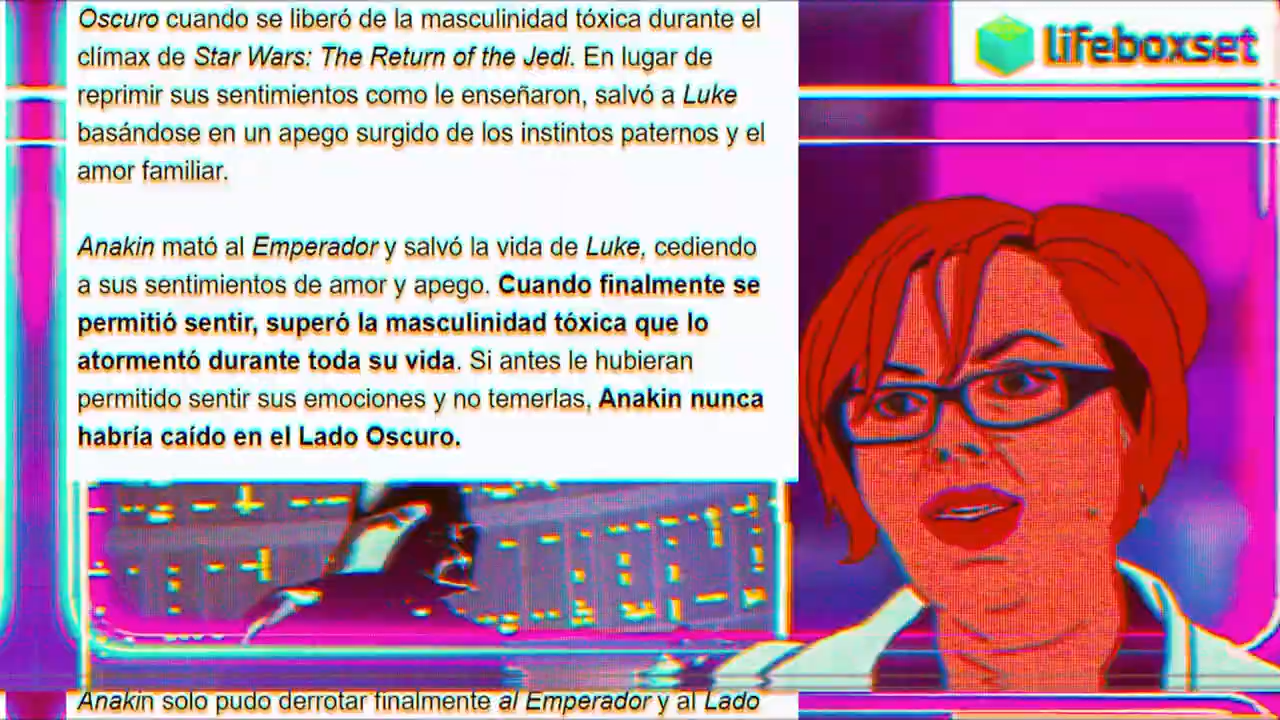 Oscuro cuando se liberó de la masculinidad tóxica durante el
clímax de Star Wars: The Return of the Jedi. En lugar de
reprimir sus sentimientos como le enseñaron, salvó a Luke
basándose en un apego surgido de los instintos paternos y el
amor familiar.
Anakin mató al Emperador y salvó la vida de Luke, cediendo
a sus sentimientos de amor y apego. Cuando finalmente se
permitió sentir, superó la masculinidad tóxica que lo
atormentó durante toda su vida. Si antes le hubieran
permitido sentir sus emociones y no temerlas, Anakin nunca
habría caído en el Lado Oscuro.
Anakin solo pudo derrotar finalmente al Emperador y al Lado
lifeboxset